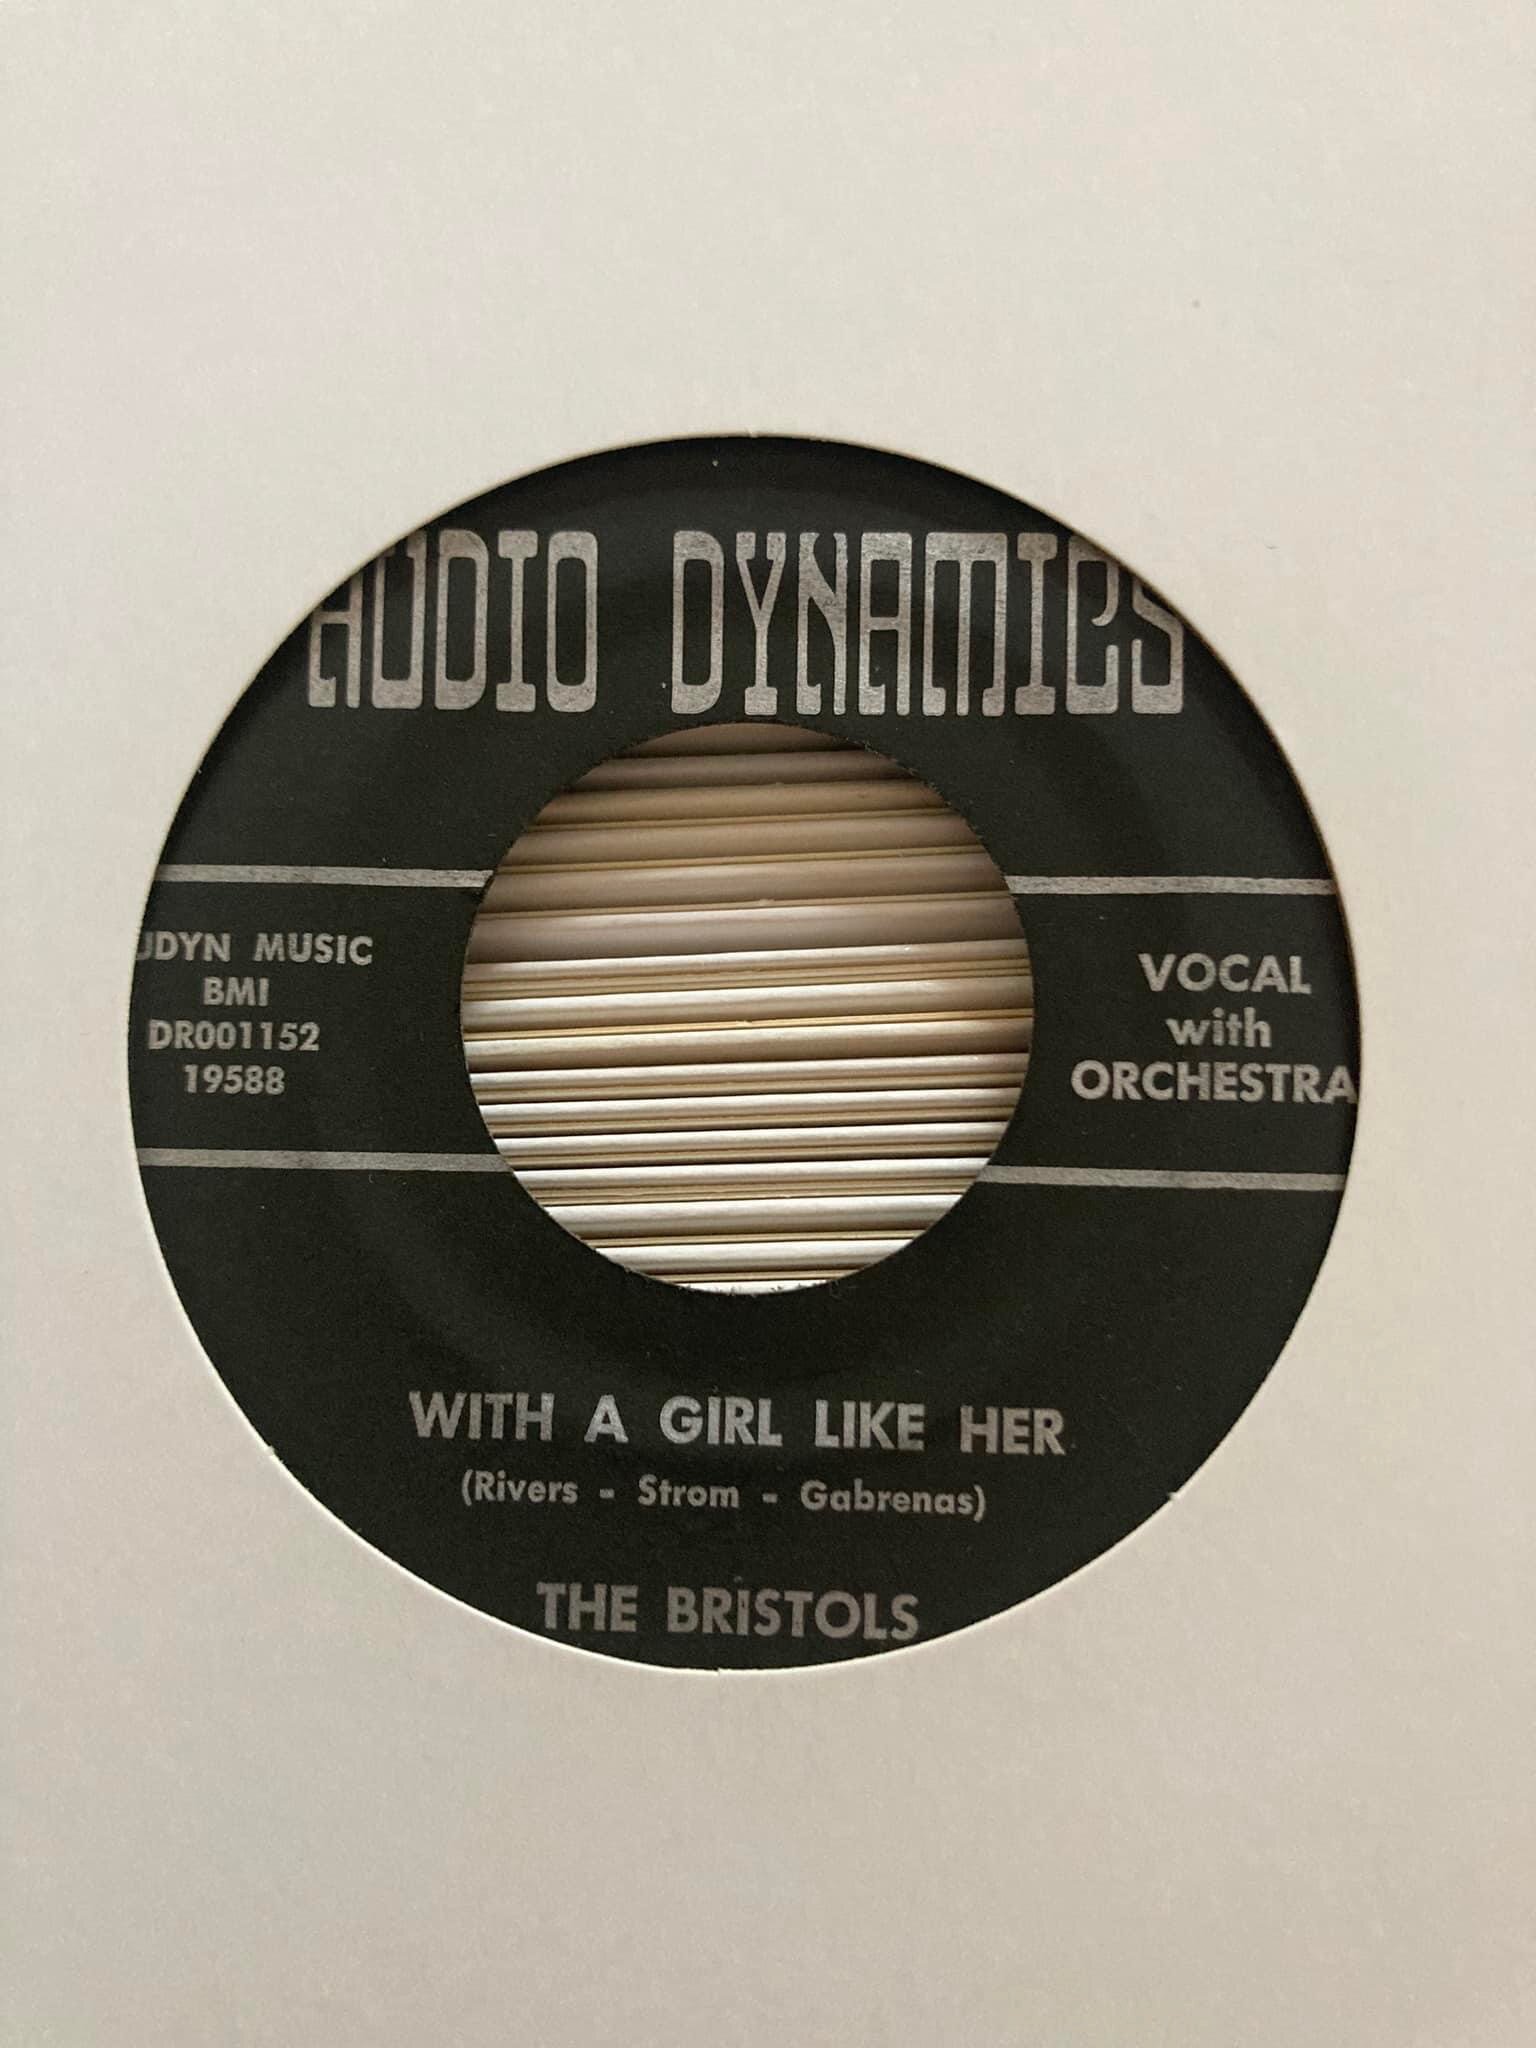 AUDIO DYNAMICS
UDYN MUSIC
BMI
DR001152
19588
VOCAL
with
ORCHESTRA
WITH A GIRL LIKE HER
(Rivers - Strom - Gabrenas)
THE BRISTOLS